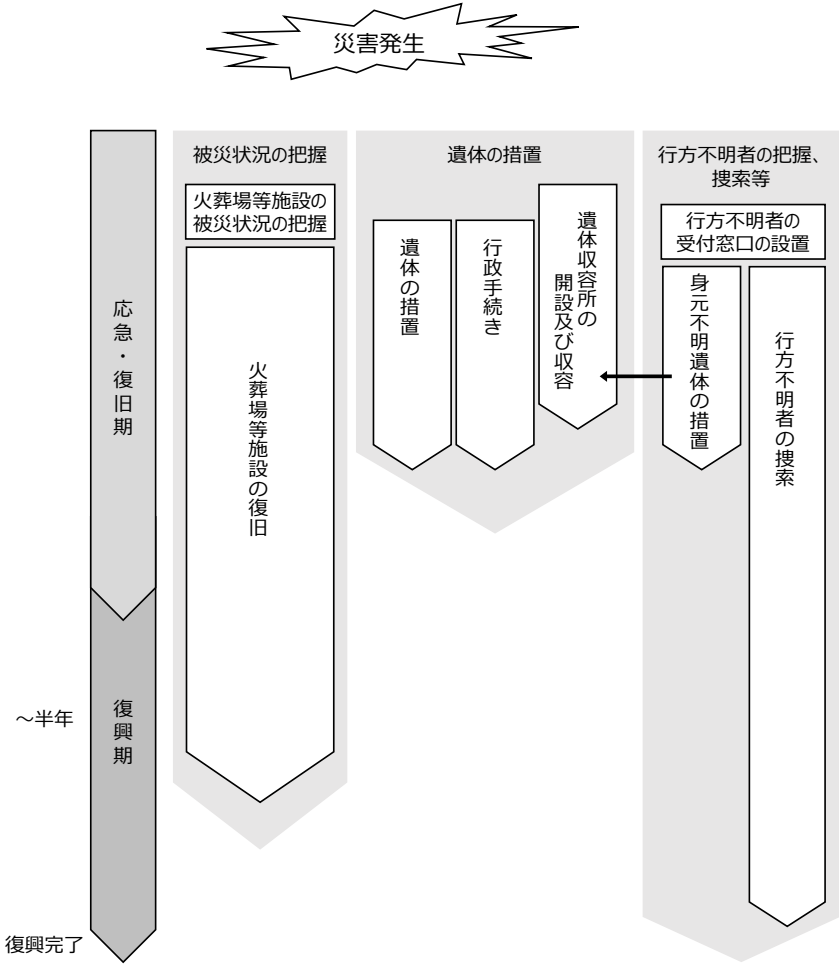 災害発生
応急・復旧期
復興期
～半年
復興完了
被災状況の把握
火葬場等施設の
被災状況の把握
火葬場等施設の復旧
遺体の措置
遺体の措置
行政手続き
遺体収容所の
開設及び収容
行方不明者の把握、
捜索等
行方不明者の
受付窓口の設置
身元不明遺体の措置
行方不明者の捜索